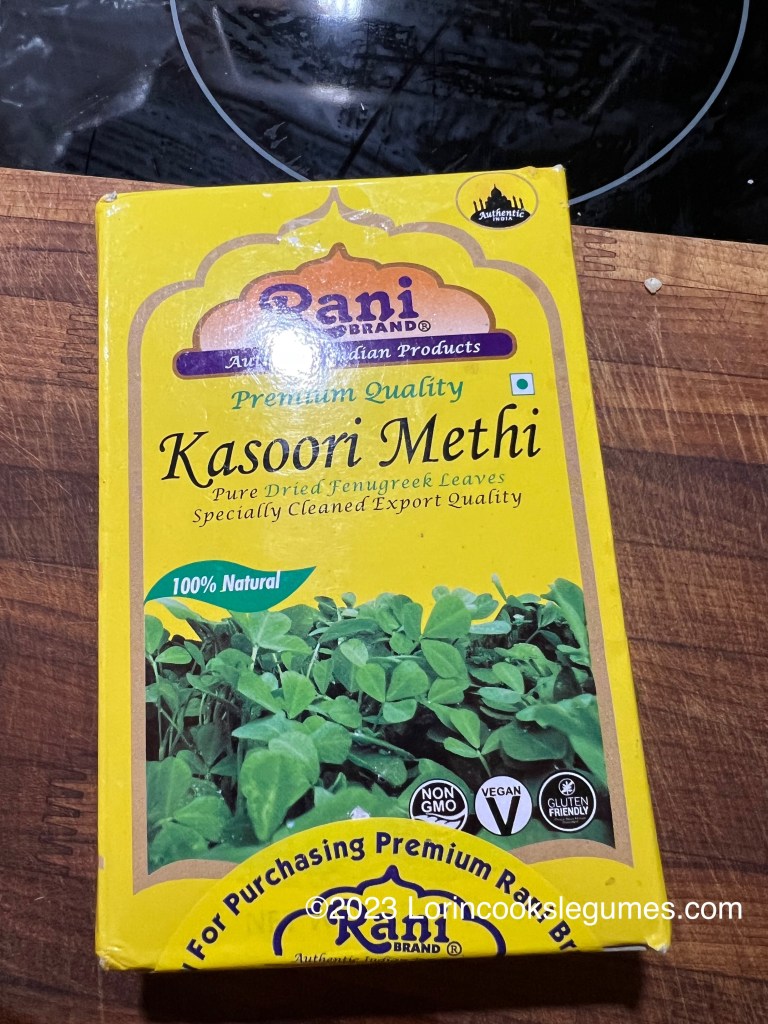 Authentic
INDIA
Rani
BRAND®
Indian Products
Premium Quality
Kasoori Methi
Pure Dried Fenugreek Leaves
Specially Cleaned Export Quality
100% Natural
NON
GMO
VEGAN
V
GLUTEN
FRIENDLY
For Purchasing Premium Rani Br
©2023 Lorincookslegumes.com
Rani
BRAND®
Authentic Indian